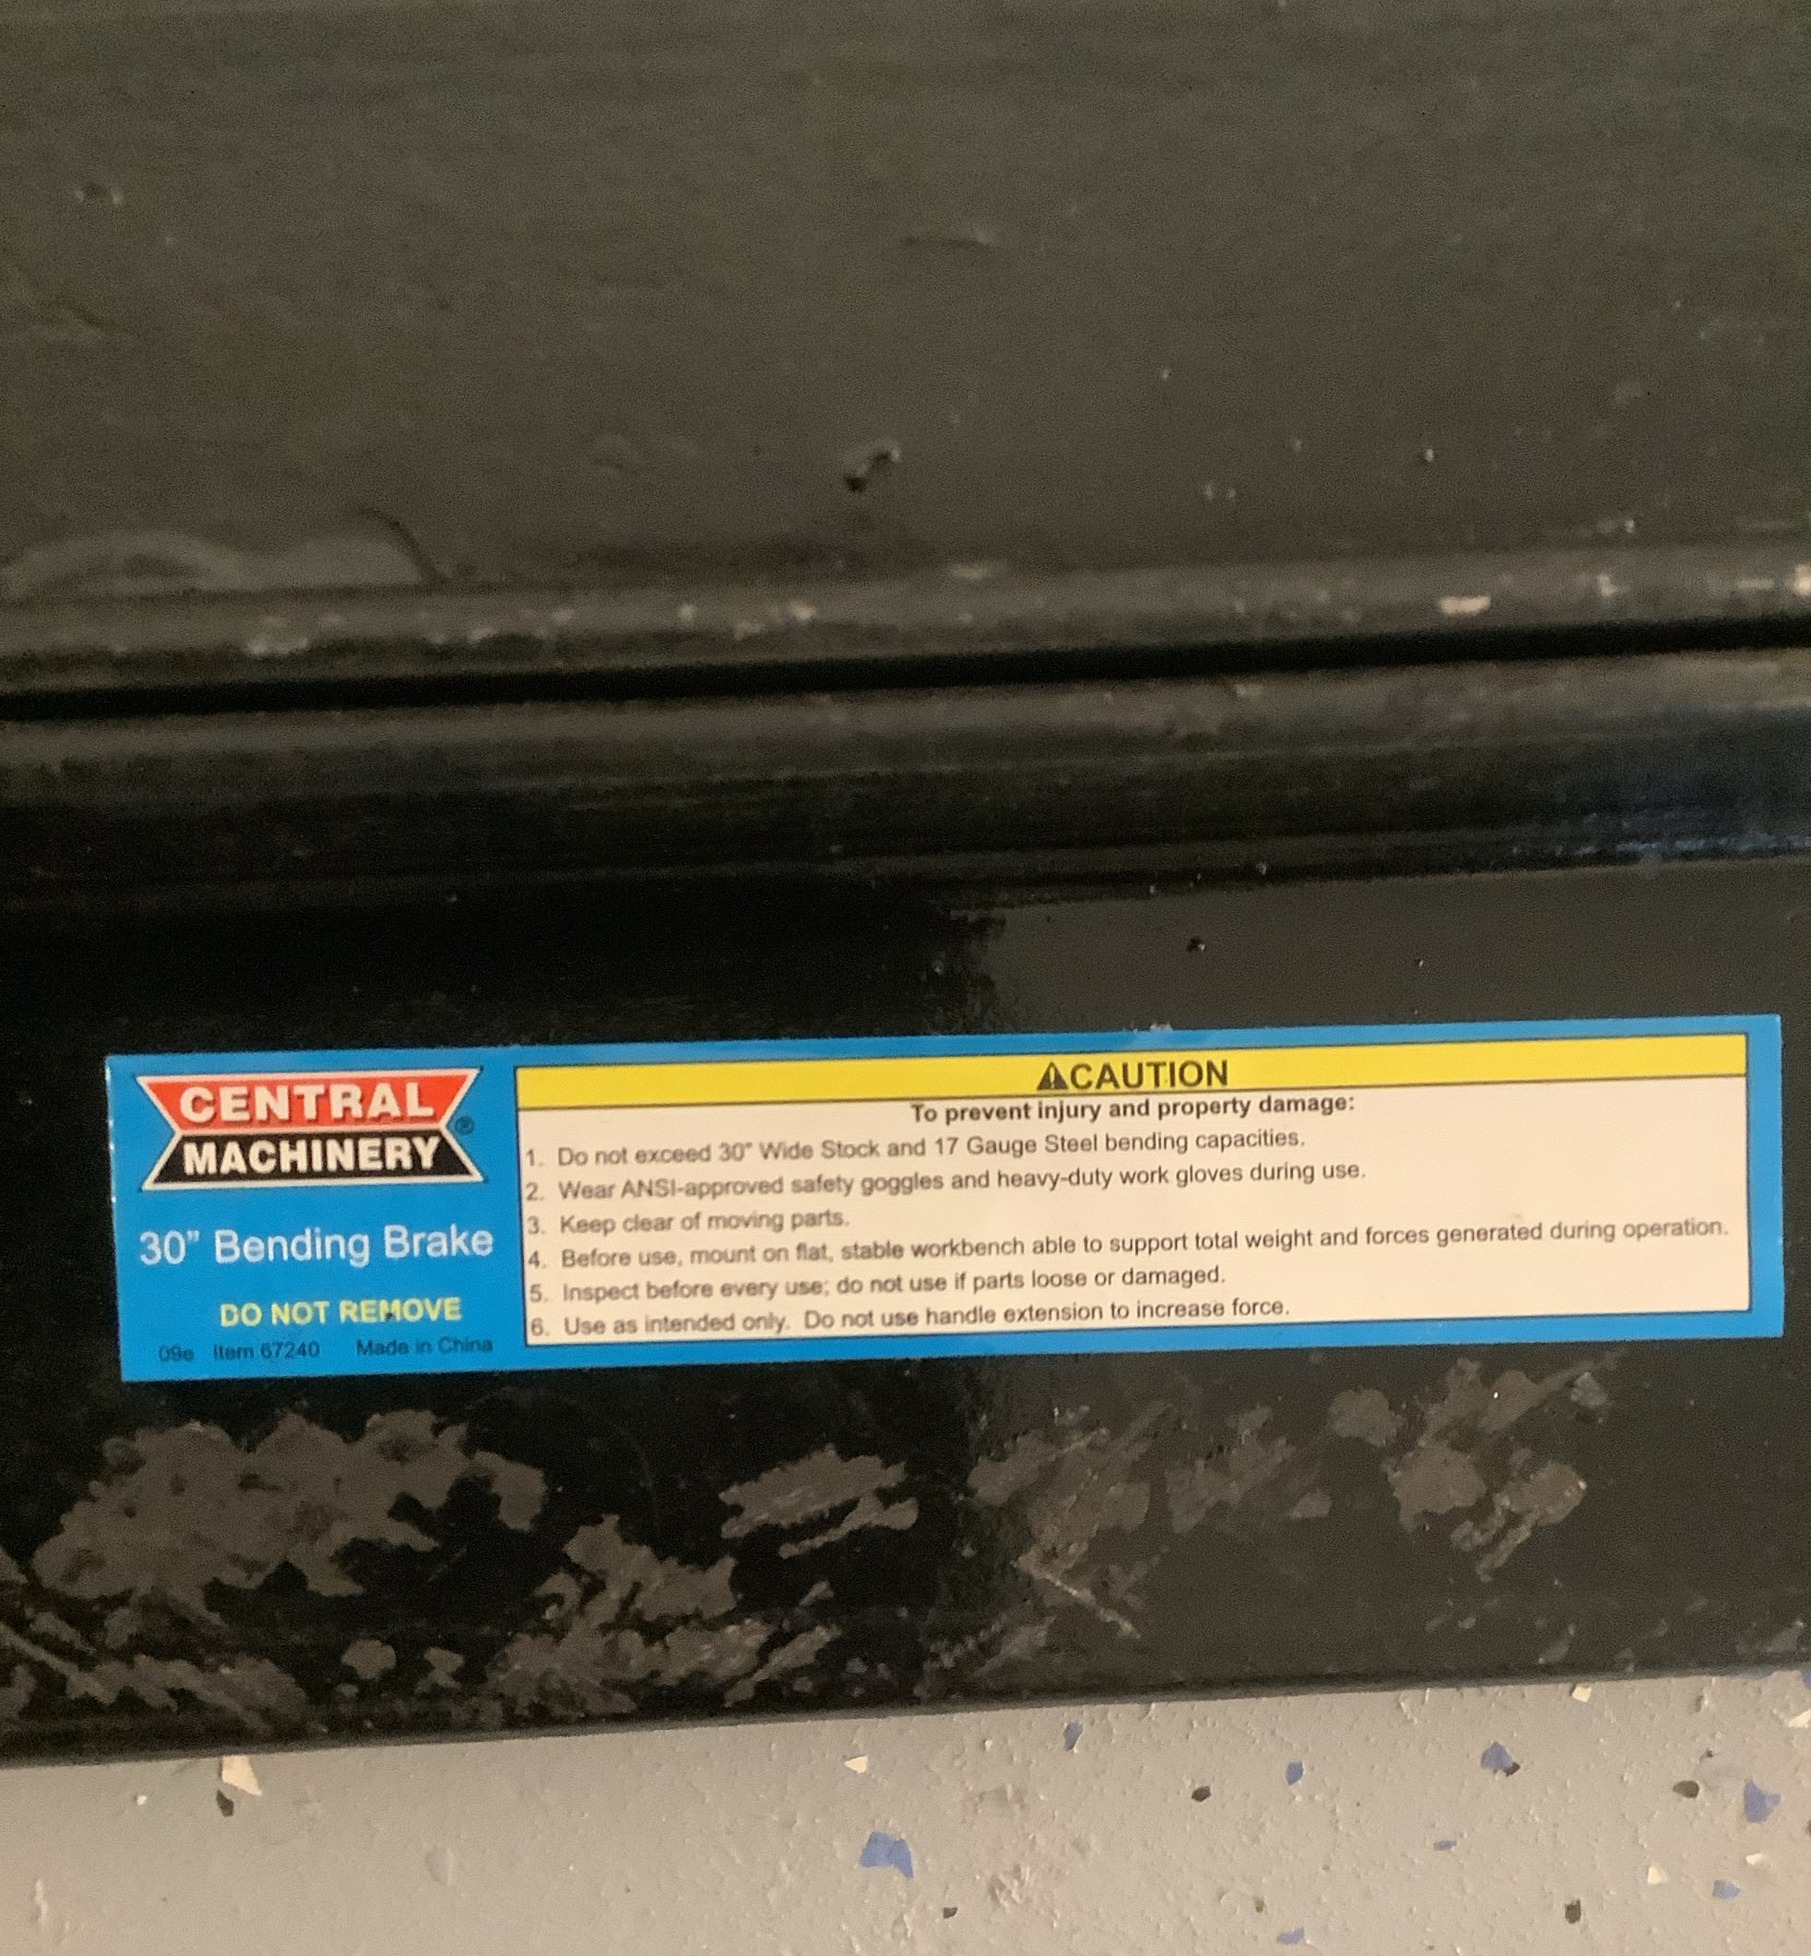 CENTRAL
MACHINERY®
30" Bending Brake
DO NOT REMOVE
09e Item 67240 Made in China
⚠CAUTION
To prevent injury and property damage:
1. Do not exceed 30" Wide Stock and 17 Gauge Steel bending capacities.
2. Wear ANSI-approved safety goggles and heavy-duty work gloves during use.
3. Keep clear of moving parts.
4. Before use, mount on flat, stable workbench able to support total weight and forces generated during operation.
5. Inspect before every use; do not use if parts loose or damaged.
6. Use as intended only. Do not use handle extension to increase force.